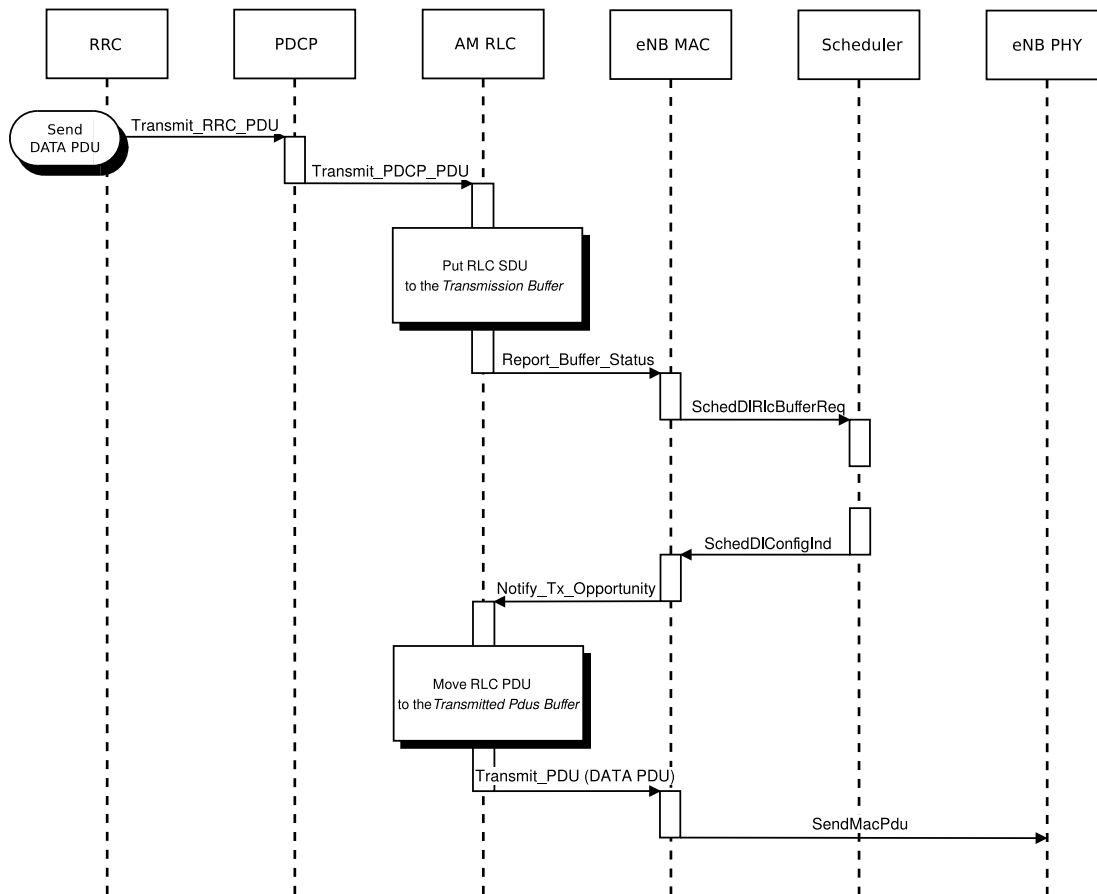 RRC
PDCP
AM RLC
eNB MAC
Scheduler
eNB PHY
Send
DATA PDU
Transmit_RRC_PDU
Transmit_PDCP_PDU
Put RLC SDU
to the Transmission Buffer
Report_Buffer_Status
SchedDlRlcBufferReq
SchedDlConfigInd
Notify_Tx_Opportunity
Move RLC PDU
to the Transmitted Pdus Buffer
Transmit_PDU (DATA PDU)
SendMacPdu